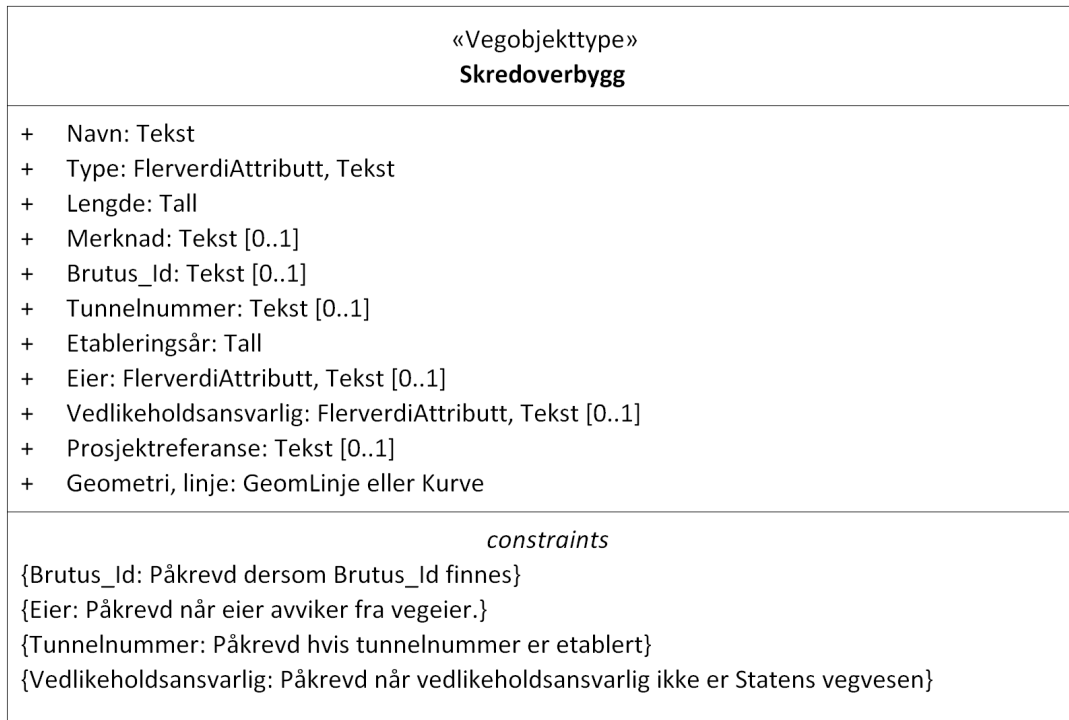 «Vegobjekttype»
Skredoverbygg
+ Navn: Tekst
+ Type: FlerverdiAttributt, Tekst
+ Lengde: Tall
+ Merknad: Tekst [0..1]
+ Brutus_Id: Tekst [0..1]
+ Tunnelnummer: Tekst [0..1]
+ Etableringsår: Tall
+ Eier: FlerverdiAttributt, Tekst [0..1]
+ Vedlikeholdsansvarlig: FlerverdiAttributt, Tekst [0..1]
+ Prosjektreferanse: Tekst [0..1]
+ Geometri, linje: GeomLinje eller Kurve
constraints
{Brutus_Id: Påkrevd dersom Brutus_Id finnes}
{Eier: Påkrevd når eier avviker fra vegeier.}
{Tunnelnummer: Påkrevd hvis tunnelnummer er etablert}
{Vedlikeholdsansvarlig: Påkrevd når vedlikeholdsansvarlig ikke er Statens vegvesen}